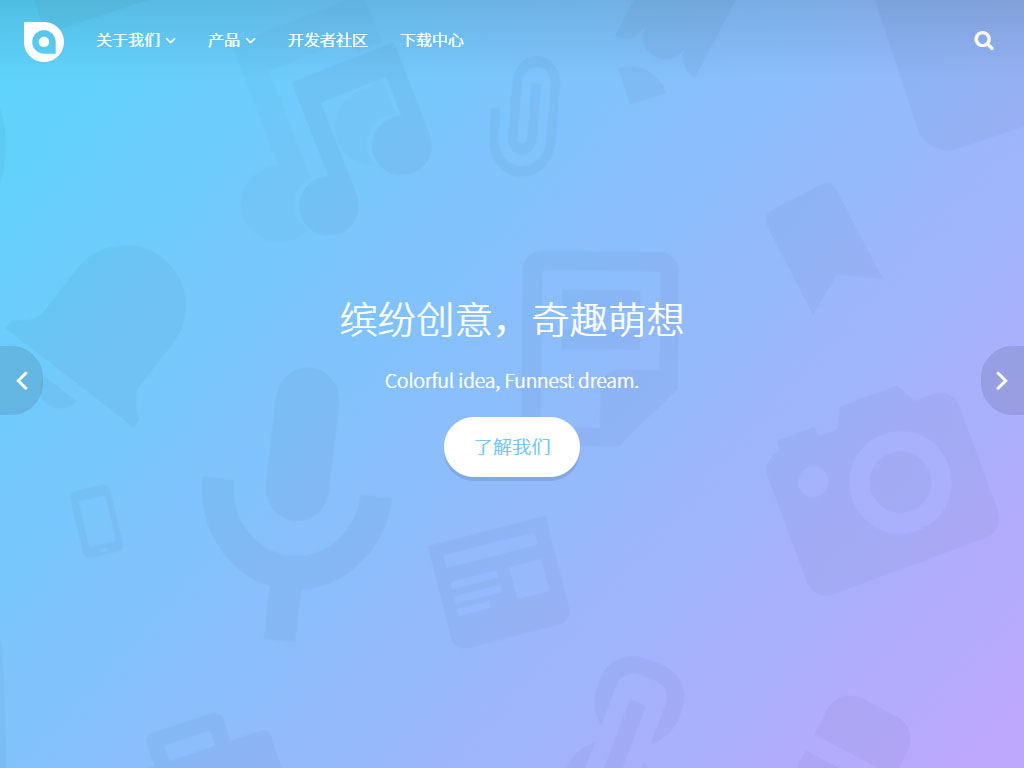 关于我们
产品
开发者社区
下载中心
缤纷创意，奇趣萌想
Colorful idea, Funnest dream.
了解我们